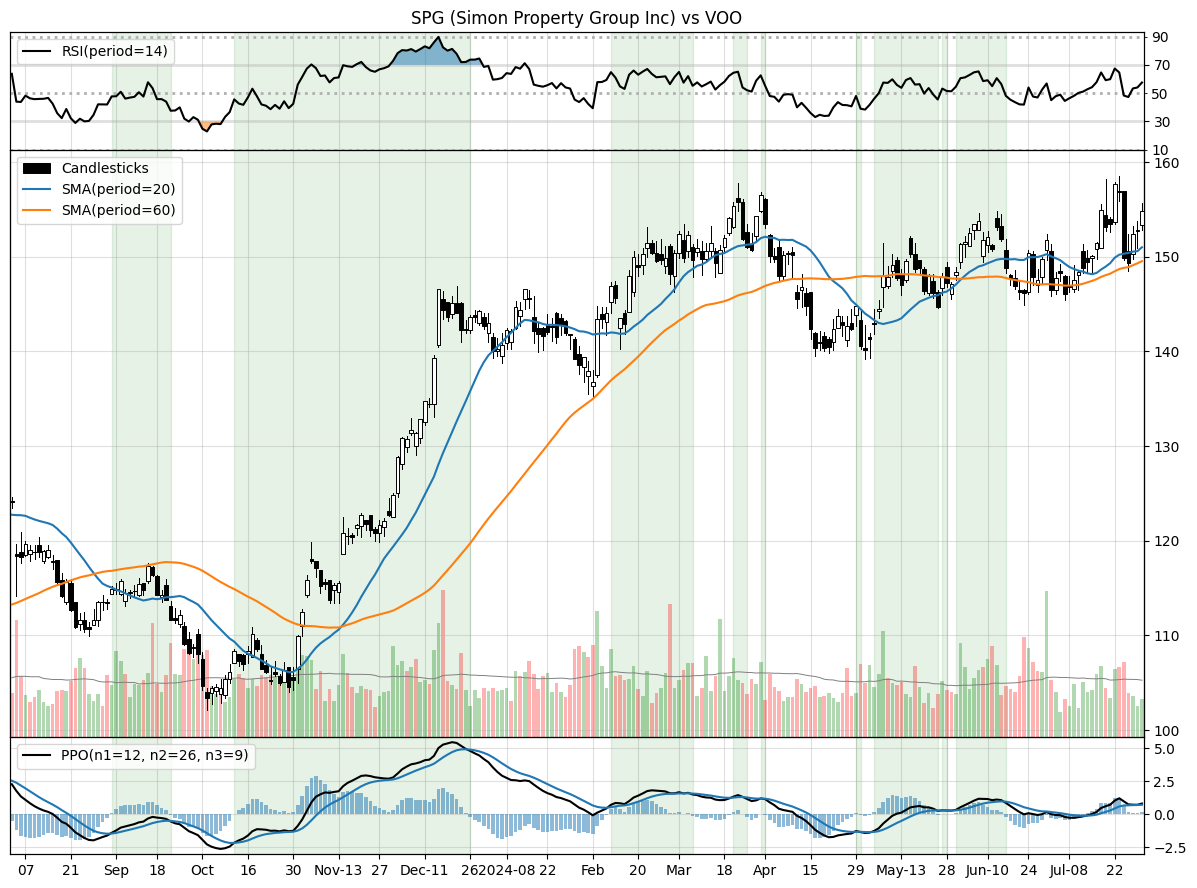 SPG (Simon Property Group Inc) vs VOO
RSI(period=14)
90
70
50
30
10
Candlesticks
SMA(period=20)
SMA(period=60)
160
150
140
130
120
110
100
PPO(n1=12, n2=26, n3=9)
5.0
2.5
0.0
−2.5
07 21 Sep 18 Oct 16 30 Nov-13 27 Dec-11 26 2024-08 22 Feb 20 Mar 18 Apr 15 29 May-13 28 Jun-10 24 Jul-08 22